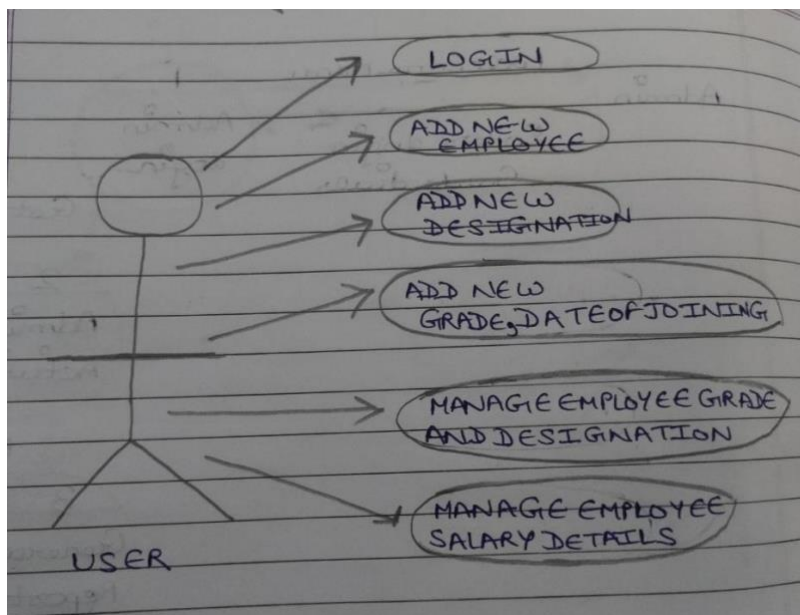 LOGIN
ADD NEW
EMPLOYEE
ADD NEW
DESIGNATION
ADD NEW
GRADE, DATE OF JOINING
MANAGE EMPLOYEE GRADE
AND DESIGNATION
MANAGE EMPLOYEE
SALARY DETAILS
USER